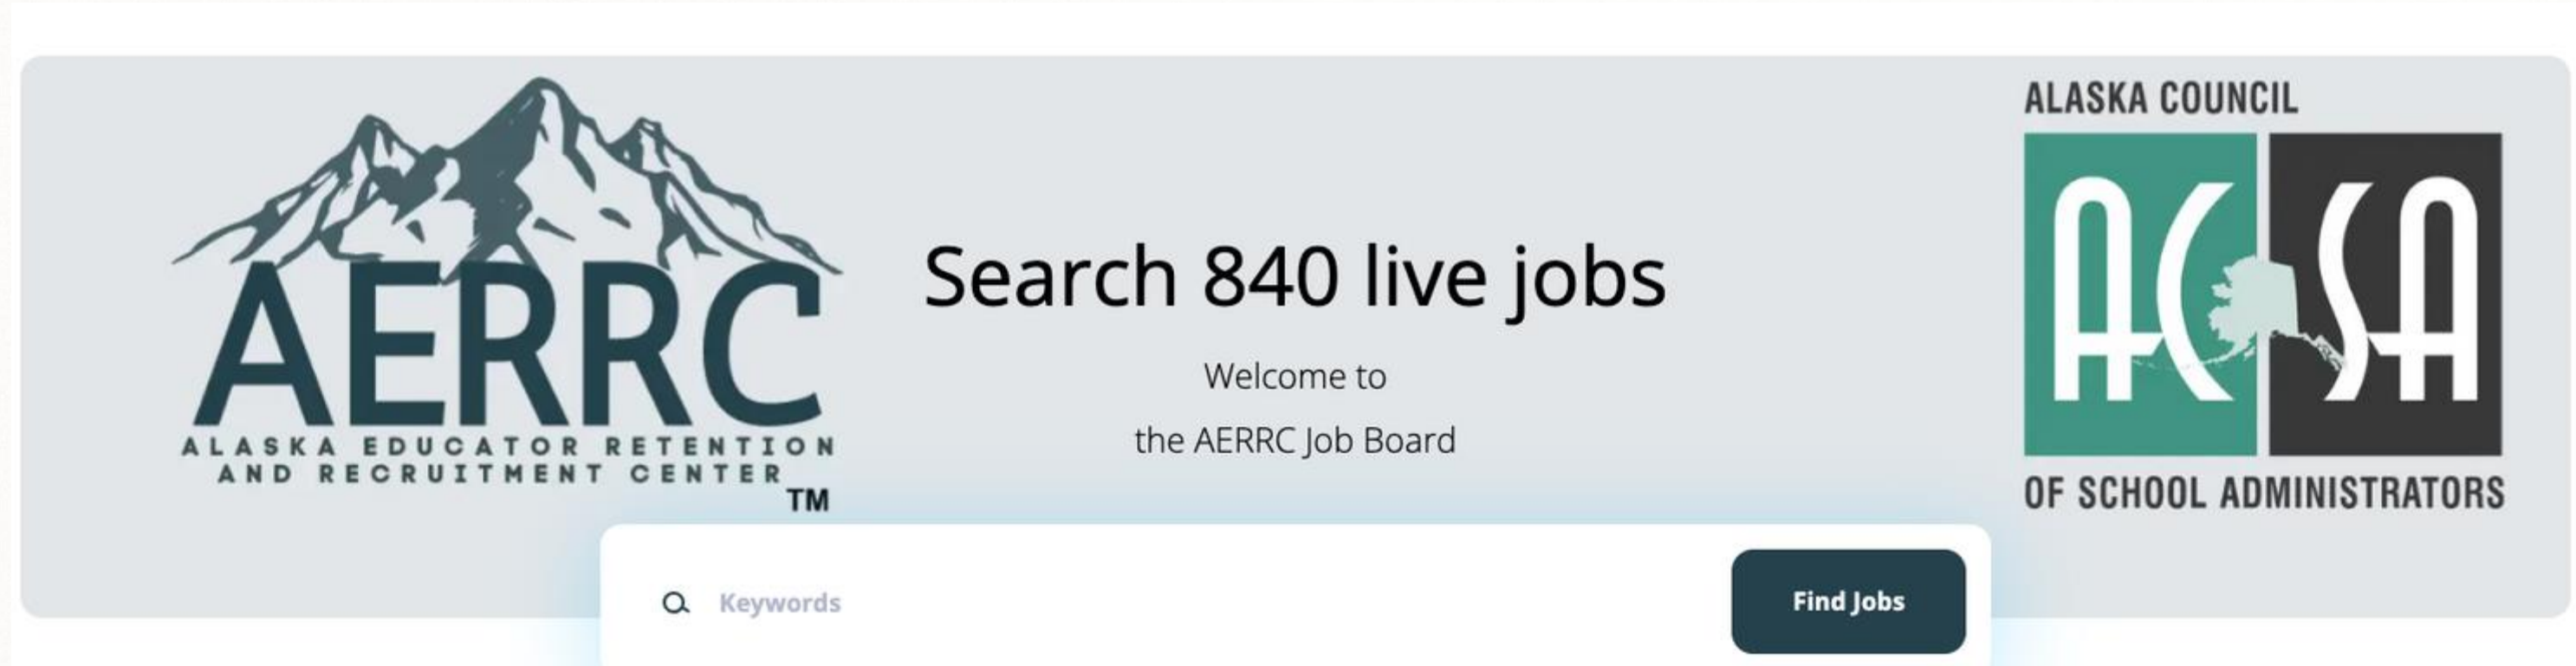 AERRC
ALASKA EDUCATOR RETENTION
AND RECRUITMENT CENTER
TM
Search 840 live jobs
Welcome to
the AERRC Job Board
ALASKA COUNCIL
ACSA
OF SCHOOL ADMINISTRATORS
Keywords
Find Jobs